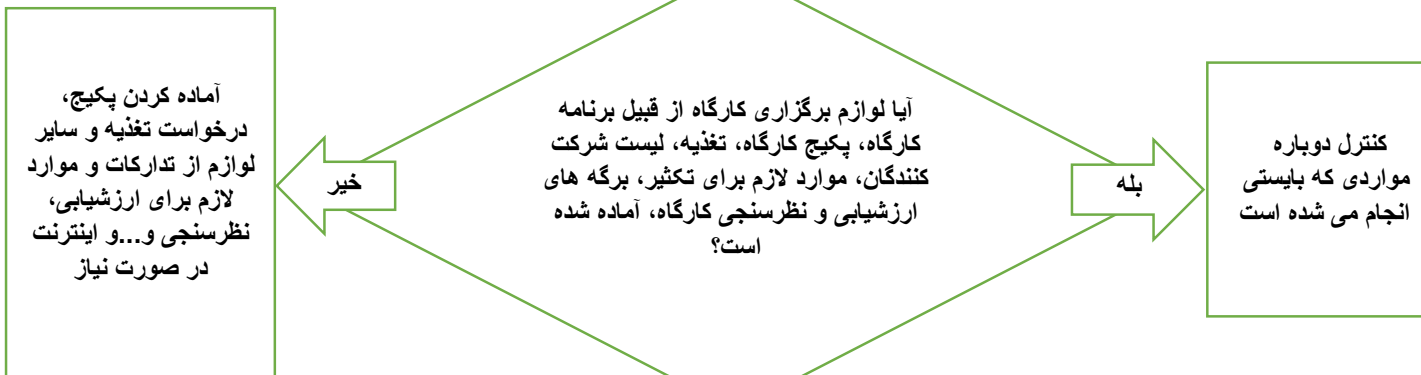 کنترل دوباره
مواردی که بایستی
انجام می شده است
بله
آیا لوازم برگزاری کارگاه از قبیل برنامه
کارگاه، پکیج کارگاه، تغذیه، لیست شرکت
کنندگان، موارد لازم برای تکثیر، برگه های
ارزشیابی و نظرسنجی کارگاه، آماده شده
است؟
خیر
آماده کردن پکیج،
درخواست تغذیه و سایر
لوازم از تدارکات و موارد
لازم برای ارزشیابی،
نظرسنجی و...و اینترنت
در صورت نیاز